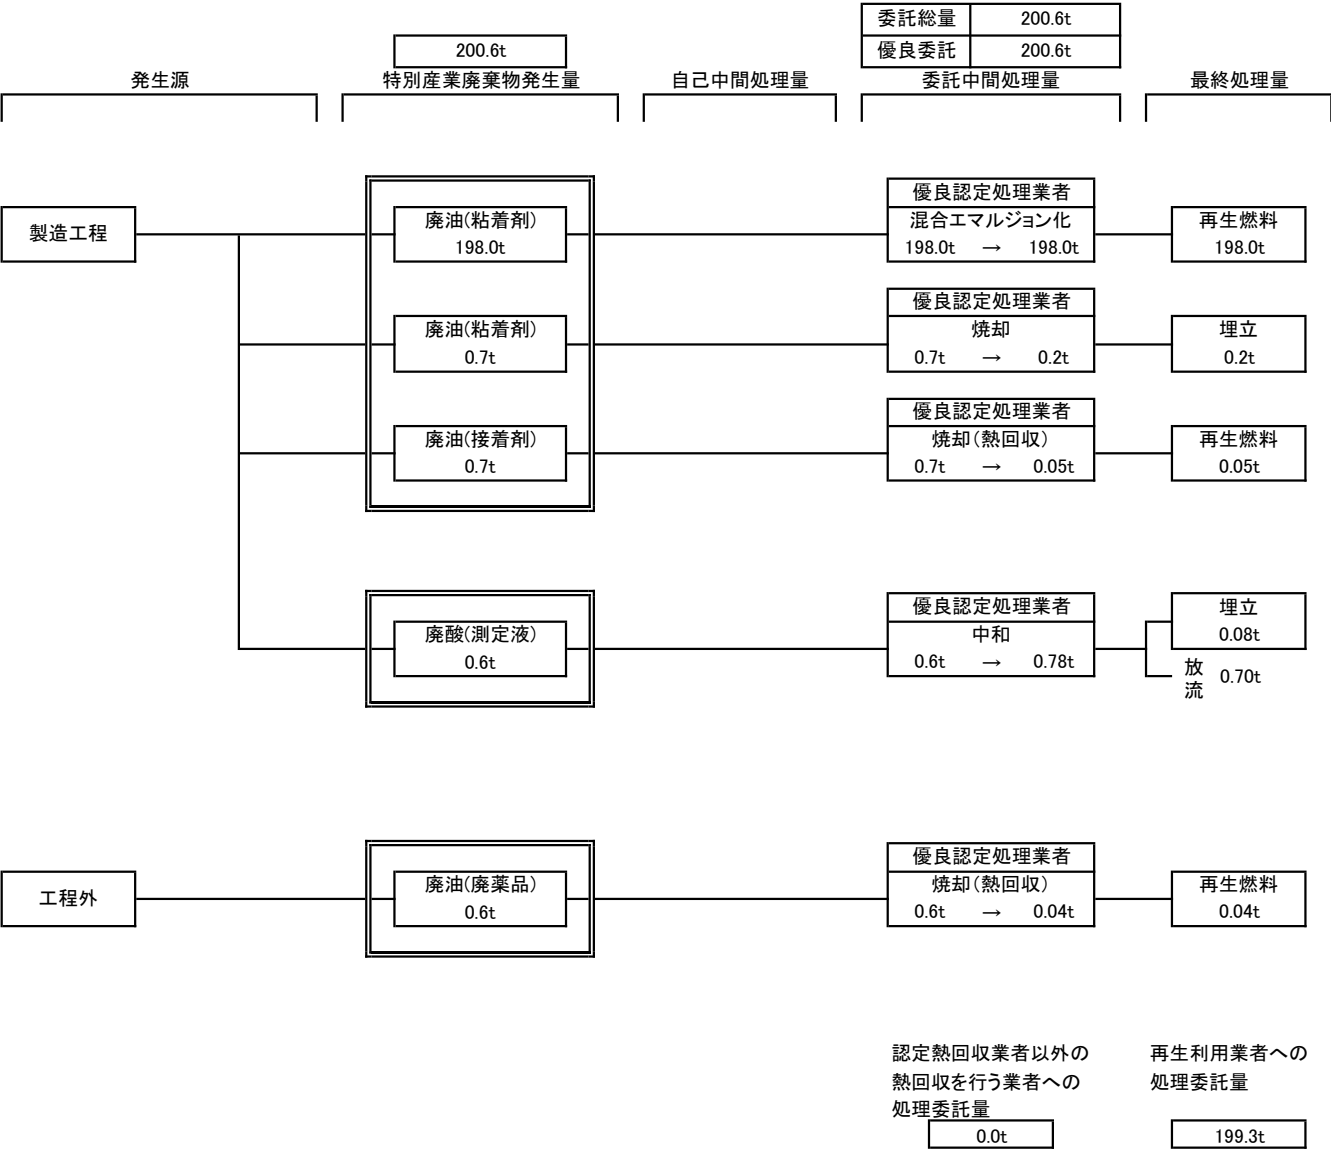 委託総量 200.6t
200.6t 優良委託 200.6t
発生源 特別産業廃棄物発生量 自己中間処理量 委託中間処理量 最終処理量
優良認定処理業者
製造工程 廃油(粘着剤) 混合エマルジョン化 再生燃料
198.0t 198.0t → 198.0t 198.0t
優良認定処理業者
廃油(粘着剤) 焼却 埋立
0.7t 0.7t → 0.2t 0.2t
優良認定処理業者
廃油(接着剤) 焼却(熱回収) 再生燃料
0.7t 0.7t → 0.05t 0.05t
優良認定処理業者 埋立
廃酸(測定液) 中和 0.08t
0.6t 0.6t → 0.78t
放流 0.70t
優良認定処理業者
工程外 廃油(廃薬品) 焼却(熱回収) 再生燃料
0.6t 0.6t → 0.04t 0.04t
認定熱回収業者以外の 再生利用業者への
熱回収を行う業者への 処理委託量
処理委託量
0.0t 199.3t